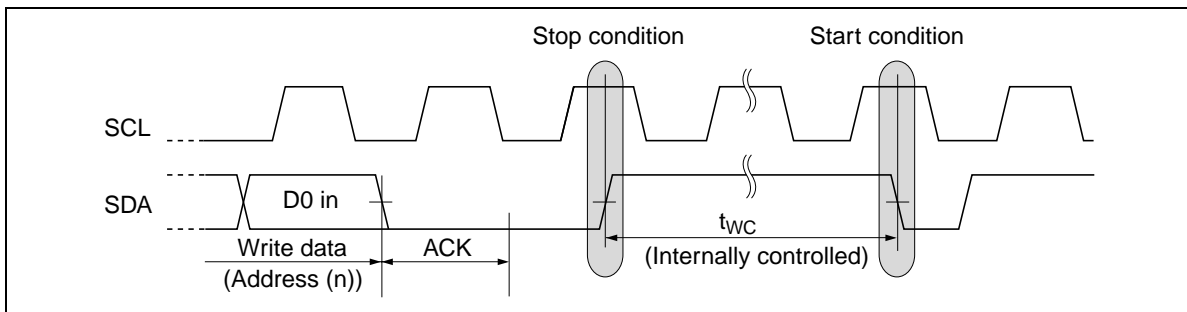 Stop condition Start condition
SCL
SDA
D0 in
Write data
(Address (n))
ACK
tWC
(Internally controlled)